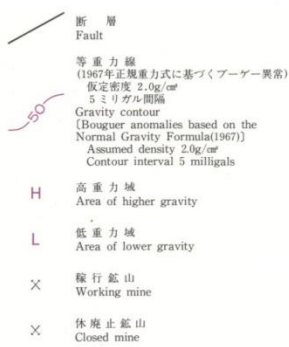 断層
Fault
等重力線
(1967年正規重力式に基づくブーゲー異常)
仮定密度 2.0g/cm³
5ミリガル間隔
50
Gravity contour
[Bouguer anomalies based on the
Normal Gravity Formula(1967)]
Assumed density 2.0g/cm³
Contour interval 5 milligals
H
高重力域
Area of higher gravity
L
低重力域
Area of lower gravity
稼行鉱山
Working mine
休廃止鉱山
Closed mine